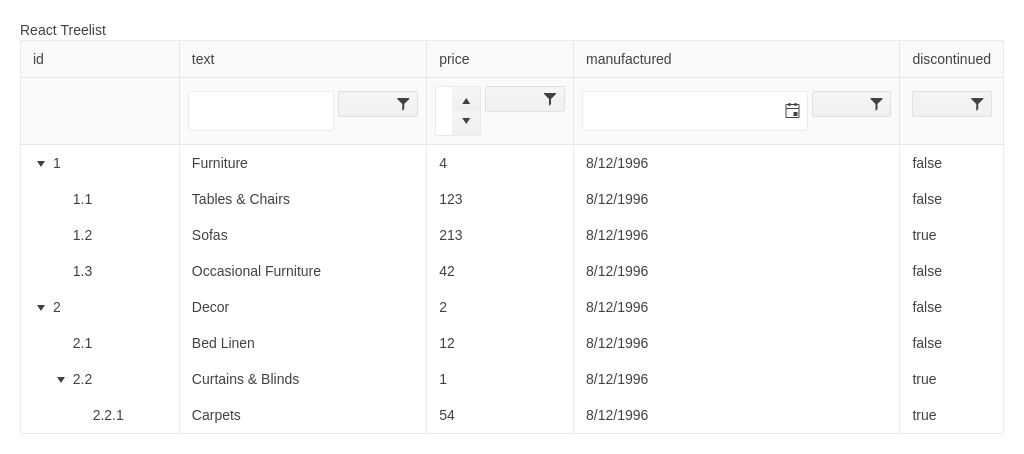 React Treelist
id text price manufactured discontinued
1 Furniture 4 8/12/1996 false
1.1 Tables & Chairs 123 8/12/1996 false
1.2 Sofas 213 8/12/1996 true
1.3 Occasional Furniture 42 8/12/1996 false
2 Decor 2 8/12/1996 false
2.1 Bed Linen 12 8/12/1996 false
2.2 Curtains & Blinds 1 8/12/1996 true
2.2.1 Carpets 54 8/12/1996 true